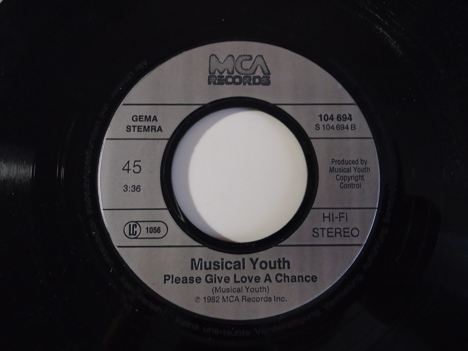 MCA
RECORDS
GEMA
STEMRA
104 694
S 104 694 B
45
3:36
Produced by
Musical Youth
Copyright
Control
LC 1056
HI-FI
STEREO
Musical Youth
Please Give Love A Chance
(Musical Youth)
℗ 1982 MCA Records Inc.